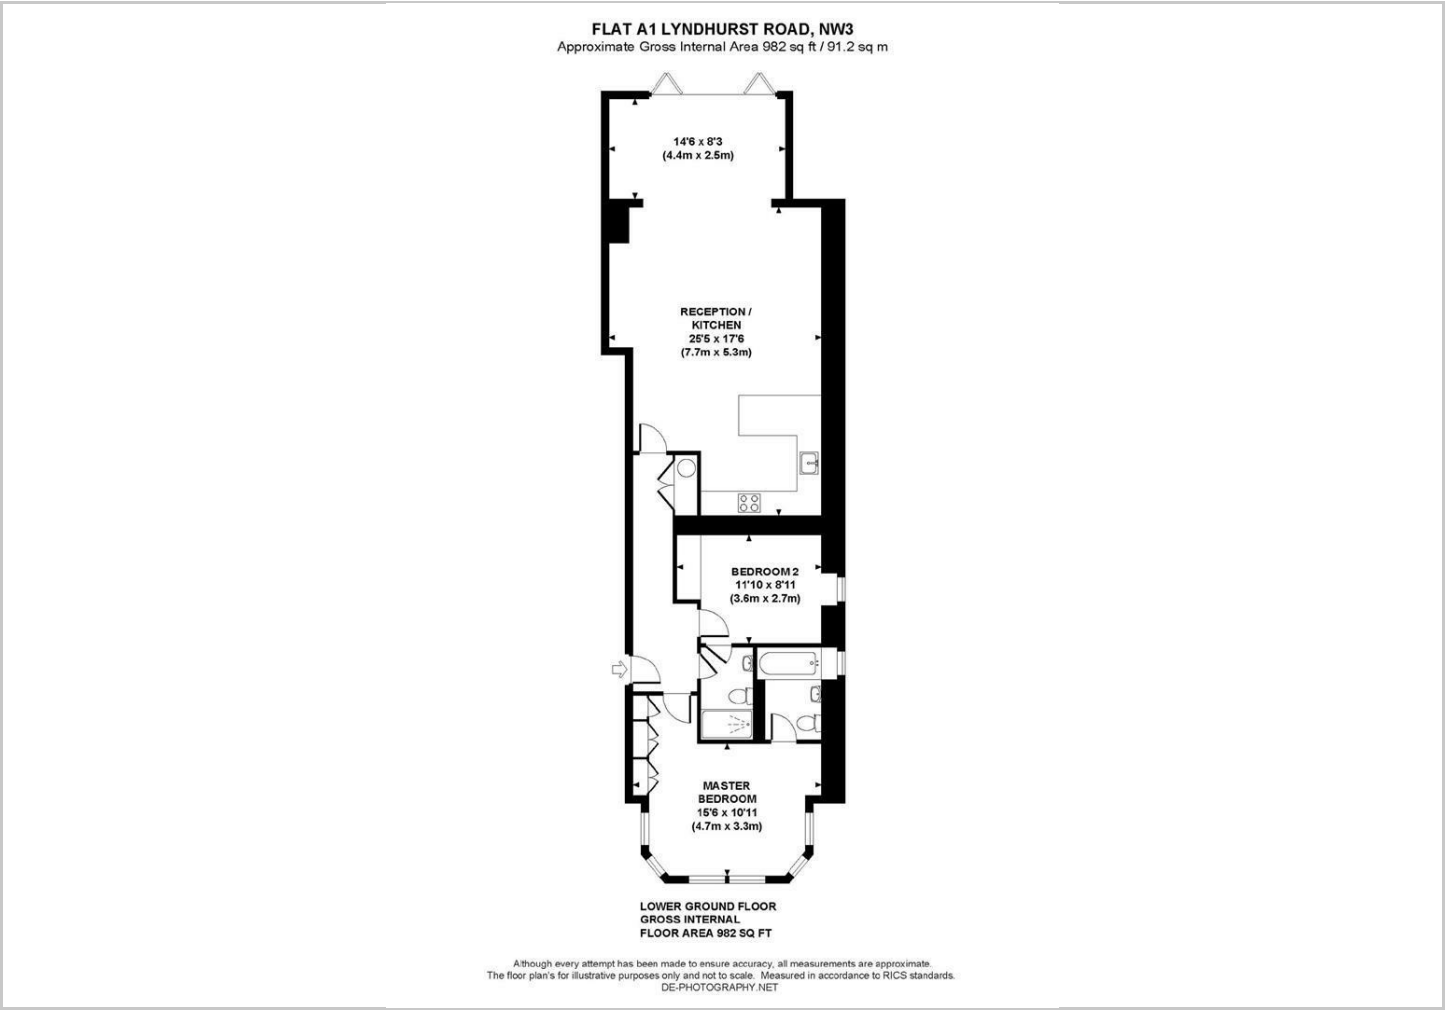 FLAT A1 LYNDHURST ROAD, NW3
Approximate Gross Internal Area 982 sq ft / 91.2 sq m
14'6 x 8'3
(4.4m x 2.5m)
RECEPTION /
KITCHEN
25'5 x 17'6
(7.7m x 5.3m)
BEDROOM 2
11'10 x 8'11
(3.6m x 2.7m)
MASTER
BEDROOM
15'6 x 10'11
(4.7m x 3.3m)
LOWER GROUND FLOOR
GROSS INTERNAL
FLOOR AREA 982 SQ FT
Although every attempt has been made to ensure accuracy, all measurements are approximate.
The floor plan's for illustrative purposes only and not to scale. Measured in accordance to RICS standards.
DE-PHOTOGRAPHY.NET